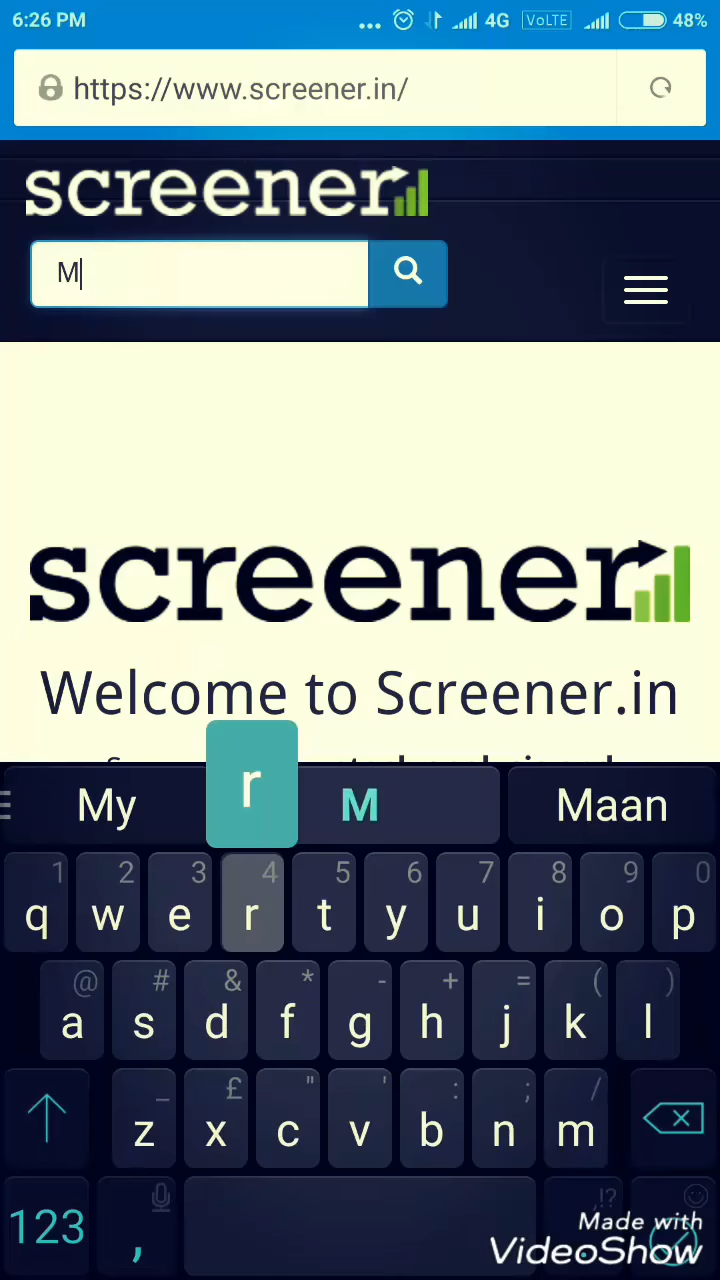 6:26 PM ... 4G VoLTE 48%
https://www.screener.in/
screener
M
screener
Welcome to Screener.in
My r M Maan
1 2 3 4 5 6 7 8 9 0
q w e r t y u i o p
@ # & * - + = ( )
a s d f g h j k l
_ £ " ' : ; /
z x c v b n m
,!?
123 ,
Made with
VideoShow